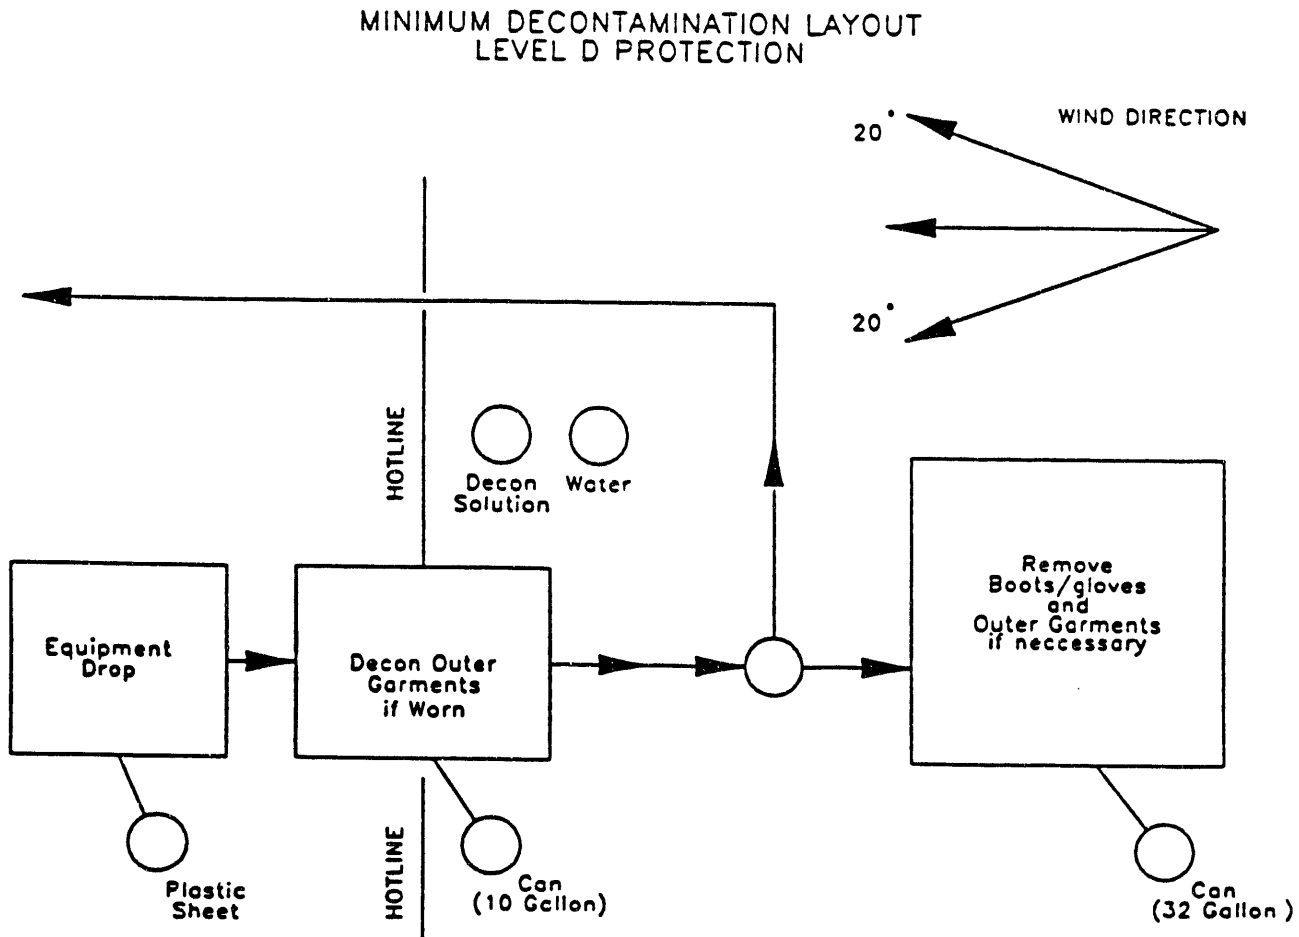 MINIMUM DECONTAMINATION LAYOUT
LEVEL D PROTECTION
WIND DIRECTION
20°
20°
HOTLINE
Decon
Solution
Water
Equipment
Drop
Decon Outer
Garments
if Worn
Remove
Boots/gloves
and
Outer Garments
if neccessary
Plastic
Sheet
HOTLINE
Can
(10 Gallon)
Can
(32 Gallon)